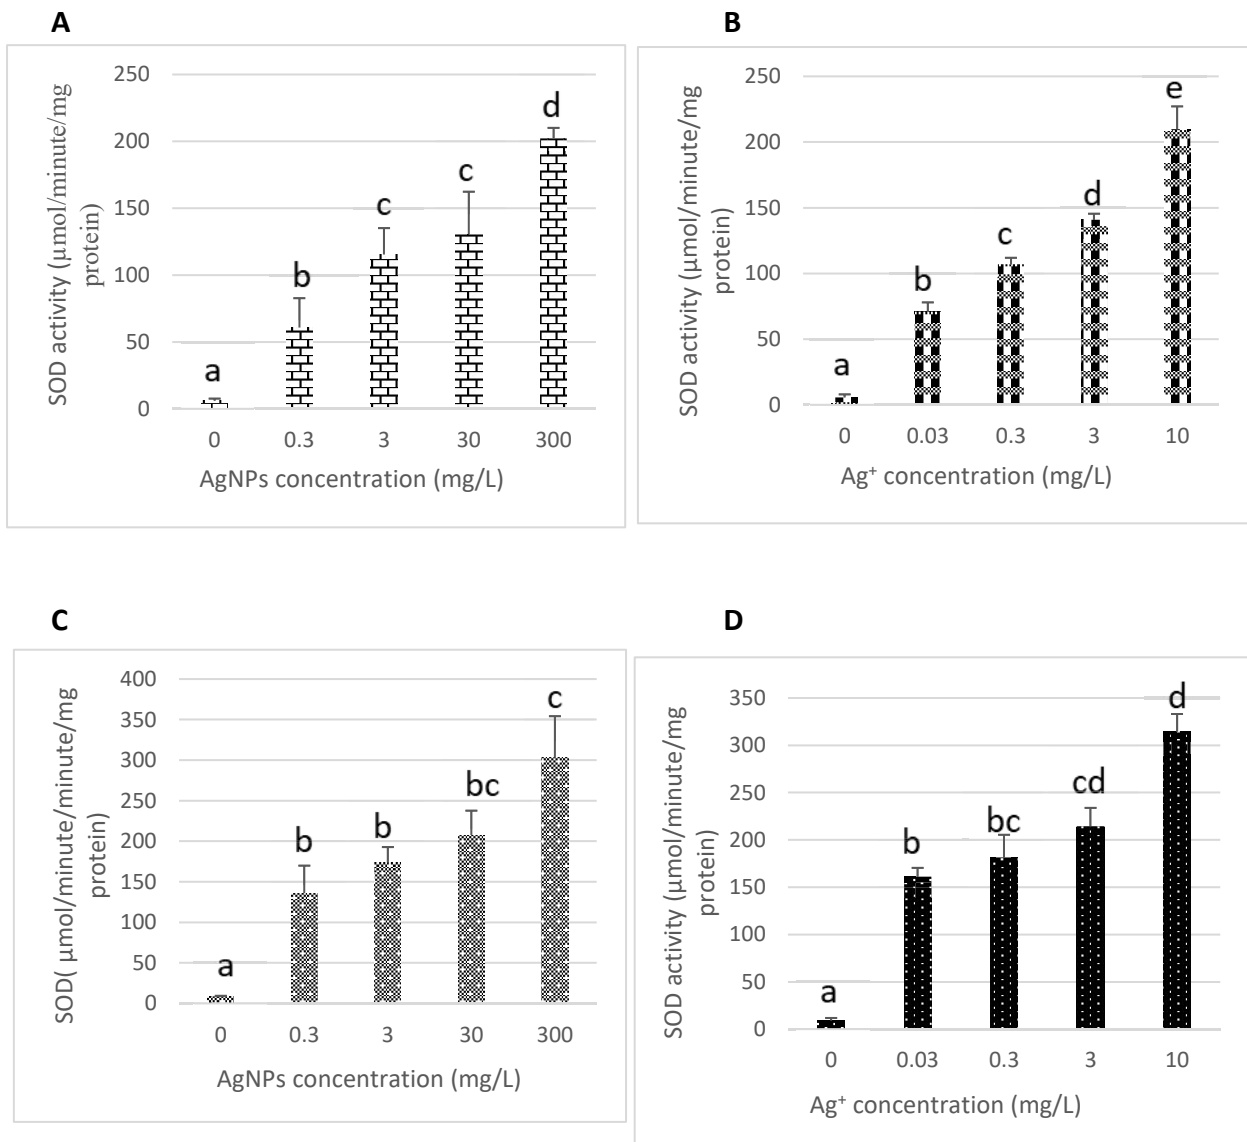 A
SOD activity (µmol/minute/mg
protein)
250
200
150
100
50
0
a
b
c
c
d
0 0.3 3 30 300
AgNPs concentration (mg/L)
B
SOD activity (µmol/minute/mg
protein)
250
200
150
100
50
0
a
b
c
d
e
0 0.03 0.3 3 10
Ag⁺ concentration (mg/L)
C
SOD( µmol/minute/minute/mg
protein)
400
350
300
250
200
150
100
50
0
a
b
b
bc
c
0 0.3 3 30 300
AgNPs concentration (mg/L)
D
SOD activity (µmol/minute/mg
protein)
350
300
250
200
150
100
50
0
a
b
bc
cd
d
0 0.03 0.3 3 10
Ag⁺ concentration (mg/L)